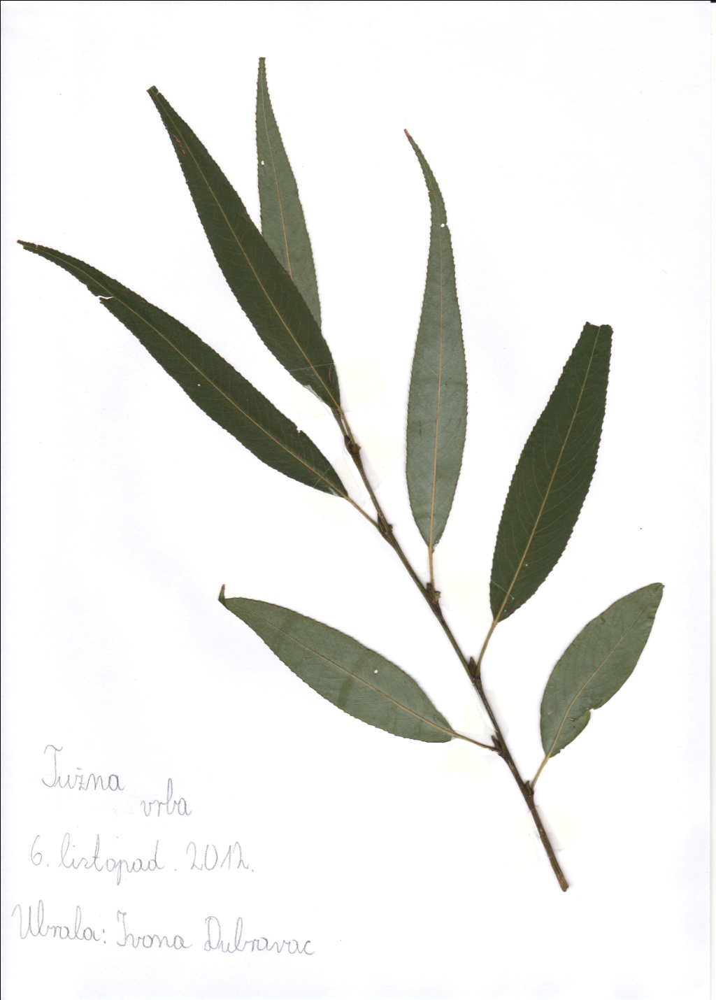 Tužna
vrba
6. listopad. 2012.
Ubrala: Ivona Dubravac